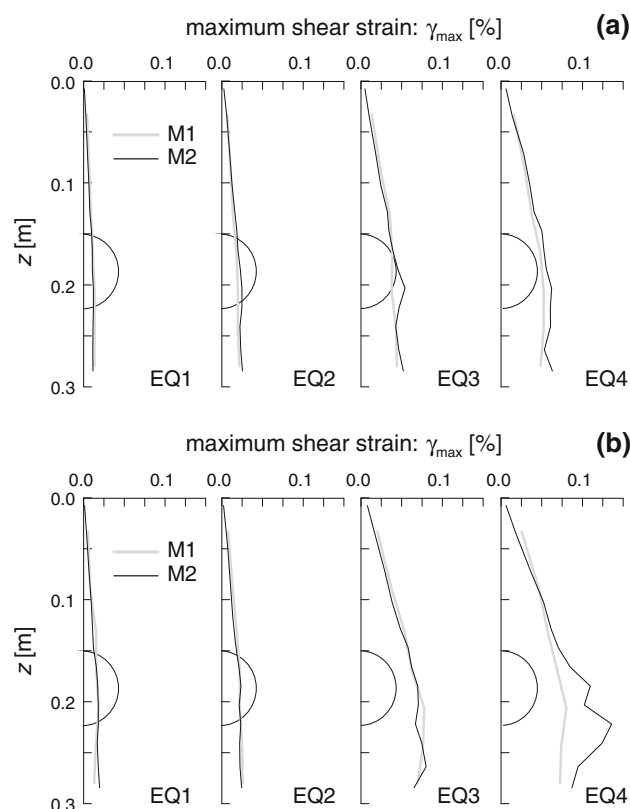 maximum shear strain: γmax [%] (a)
0.0 0.1 0.0 0.1 0.0 0.1 0.0 0.1
0.0
M1
M2
0.1
z [m]
0.2
0.3
EQ1 EQ2 EQ3 EQ4
maximum shear strain: γmax [%] (b)
0.0 0.1 0.0 0.1 0.0 0.1 0.0 0.1
0.0
M1
M2
0.1
z [m]
0.2
0.3
EQ1 EQ2 EQ3 EQ4